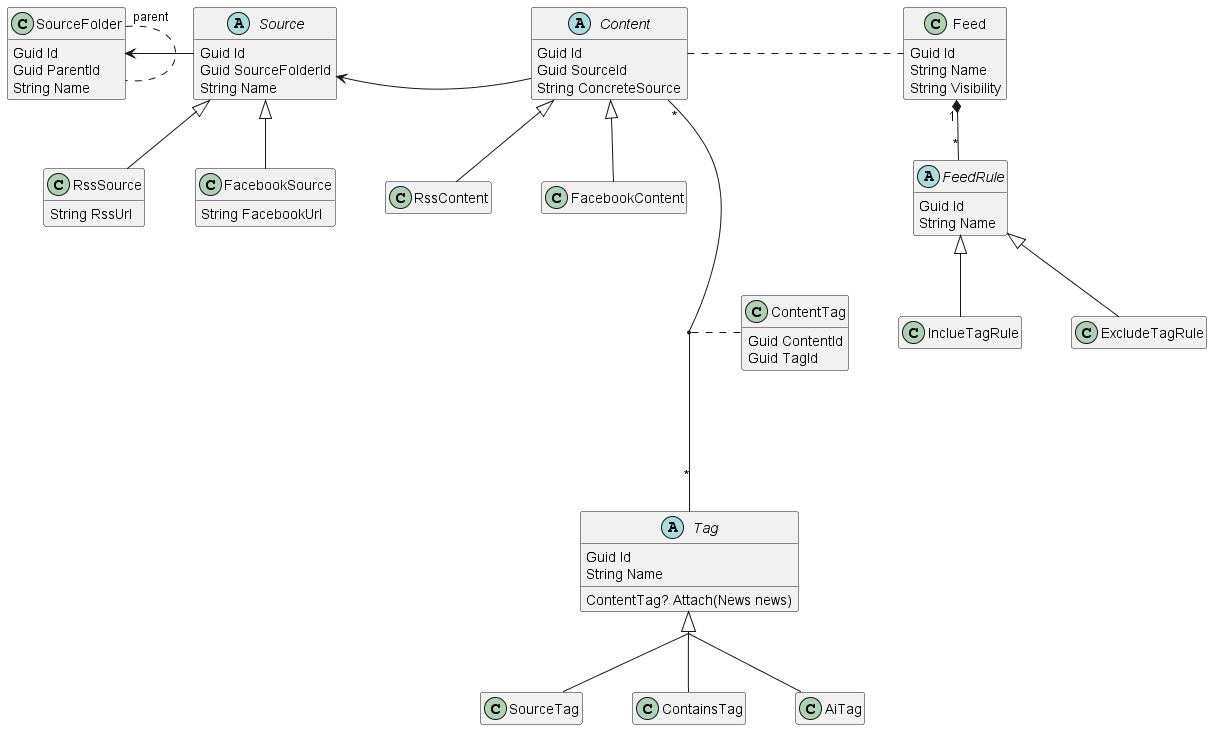 SourceFolder
Guid Id
Guid ParentId
String Name
parent
Source
Guid Id
Guid SourceFolderId
String Name
Content
Guid Id
Guid SourceId
String ConcreteSource
Feed
Guid Id
String Name
String Visibility
*
1
*
RssSource
String RssUrl
FacebookSource
String FacebookUrl
RssContent
FacebookContent
FeedRule
Guid Id
String Name
ContentTag
Guid ContentId
Guid TagId
InclueTagRule
ExcludeTagRule
*
Tag
Guid Id
String Name
ContentTag? Attach(News news)
SourceTag
ContainsTag
AiTag